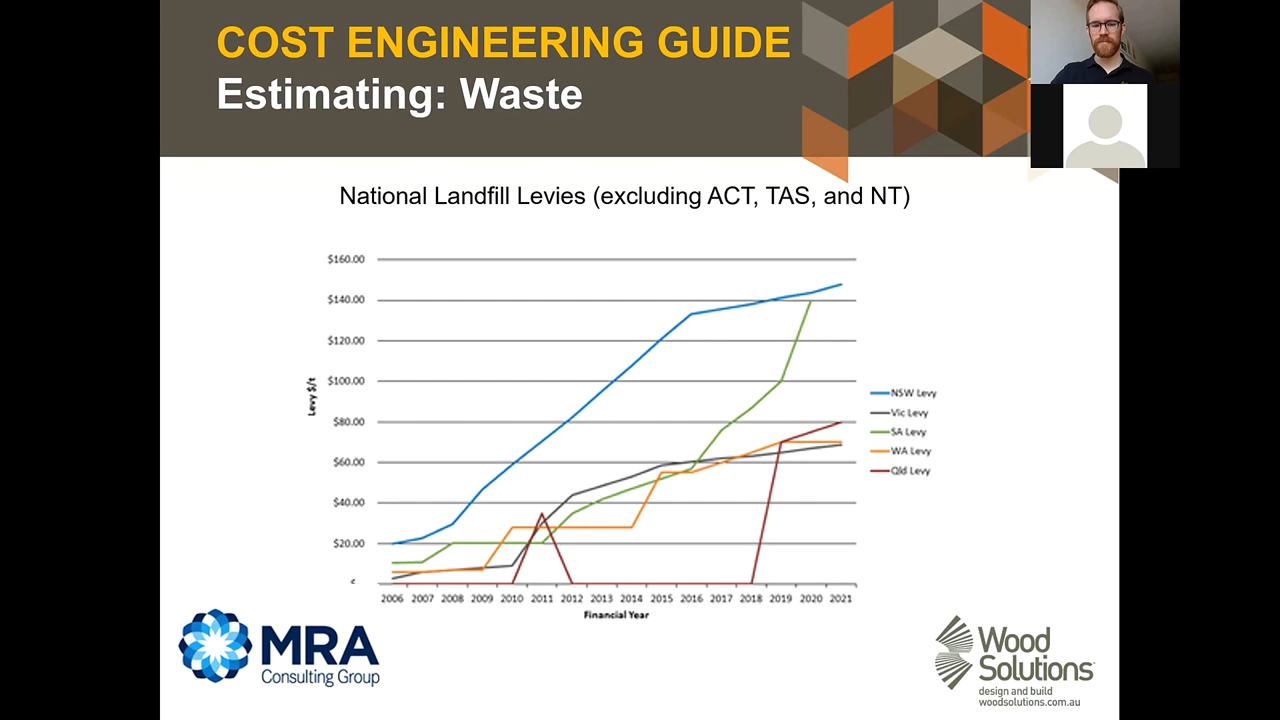 COST ENGINEERING GUIDE
Estimating: Waste
National Landfill Levies (excluding ACT, TAS, and NT)
$160.00
$140.00
$120.00
$100.00
$80.00
$60.00
$40.00
$20.00
Levy $/t
NSW Levy
Vic Levy
SA Levy
WA Levy
Qld Levy
2006 2007 2008 2009 2010 2011 2012 2013 2014 2015 2016 2017 2018 2019 2020 2021
Financial Year
MRA
Consulting Group
Wood
Solutions
design and build
woodsolutions.com.au